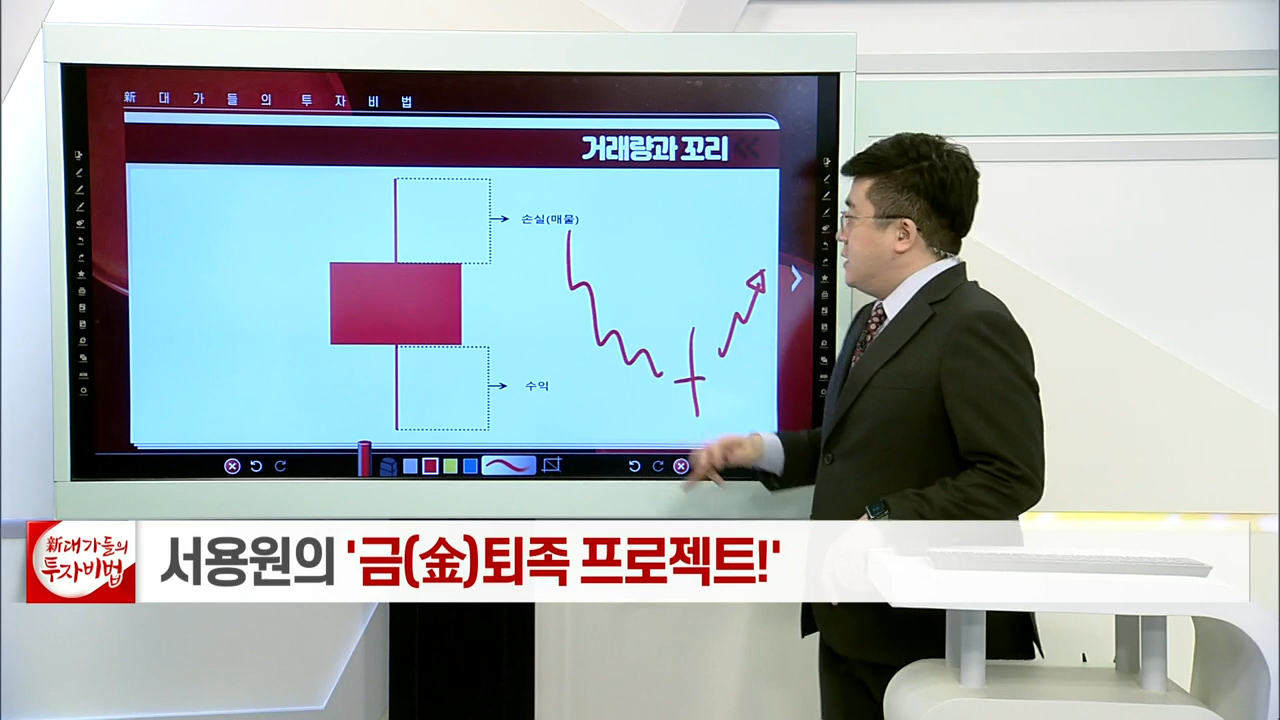 新 대 가 들 의 투 자 비 법
거래량과 꼬리
손실(매물)
수익
新대가들의
투자비법
서용원의 '금(金)퇴족 프로젝트!'